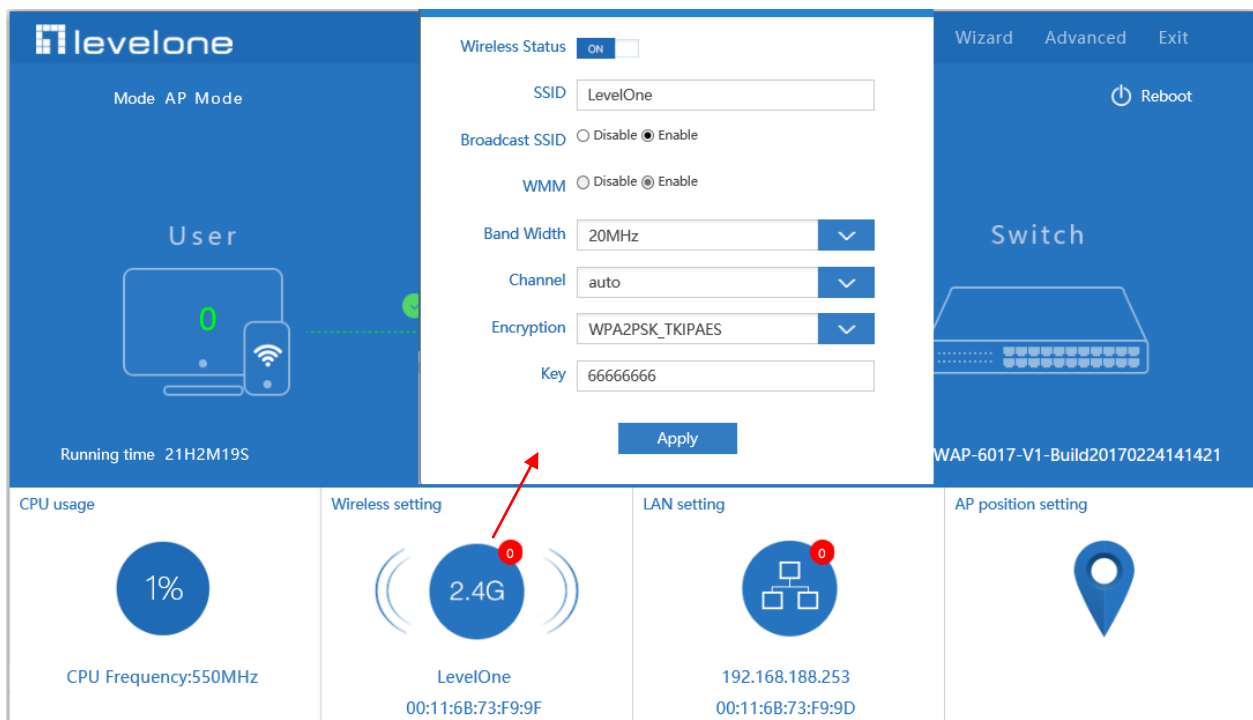 levelone
Wizard Advanced Exit
Mode AP Mode
Reboot
Wireless Status ON
SSID LevelOne
Broadcast SSID Disable Enable
WMM Disable Enable
Band Width 20MHz
Channel auto
Encryption WPA2PSK_TKIPAES
Key 66666666
Apply
User
0
Switch
Running time 21H2M19S
WAP-6017-V1-Build20170224141421
CPU usage
1%
CPU Frequency:550MHz
Wireless setting
0
2.4G
LevelOne
00:11:6B:73:F9:9F
LAN setting
0
192.168.188.253
00:11:6B:73:F9:9D
AP position setting